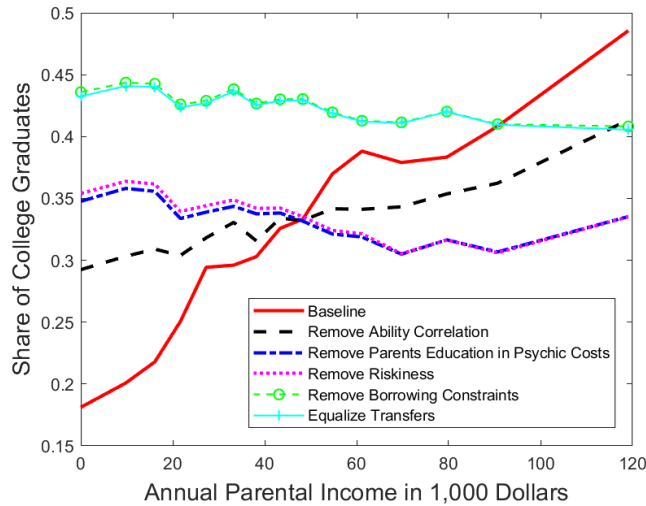 0.5
0.45
0.4
0.35
0.3
0.25
0.2
0.15
Share of College Graduates
Baseline
Remove Ability Correlation
Remove Parents Education in Psychic Costs
Remove Riskiness
Remove Borrowing Constraints
Equalize Transfers
0 20 40 60 80 100 120
Annual Parental Income in 1,000 Dollars